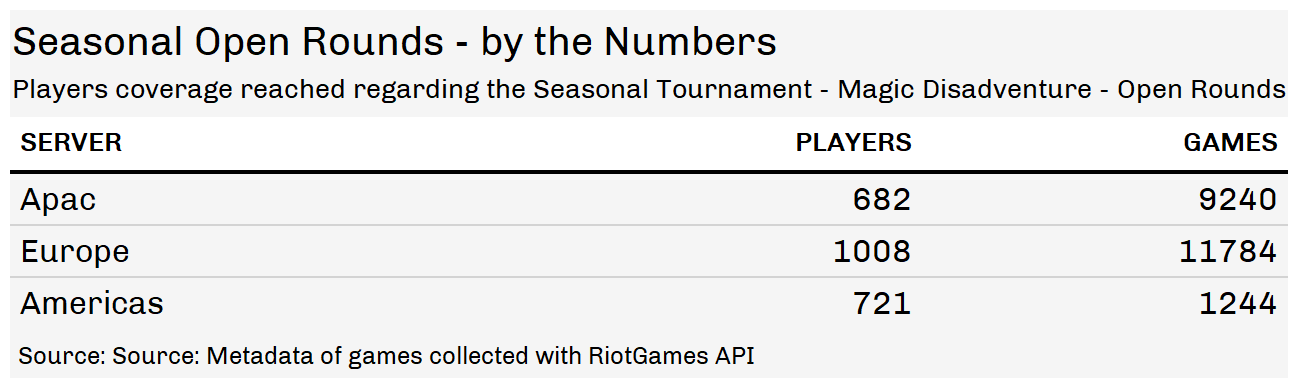 Seasonal Open Rounds - by the Numbers
Players coverage reached regarding the Seasonal Tournament - Magic Disadventure - Open Rounds
SERVER PLAYERS GAMES
Apac 682 9240
Europe 1008 11784
Americas 721 1244
Source: Source: Metadata of games collected with RiotGames API